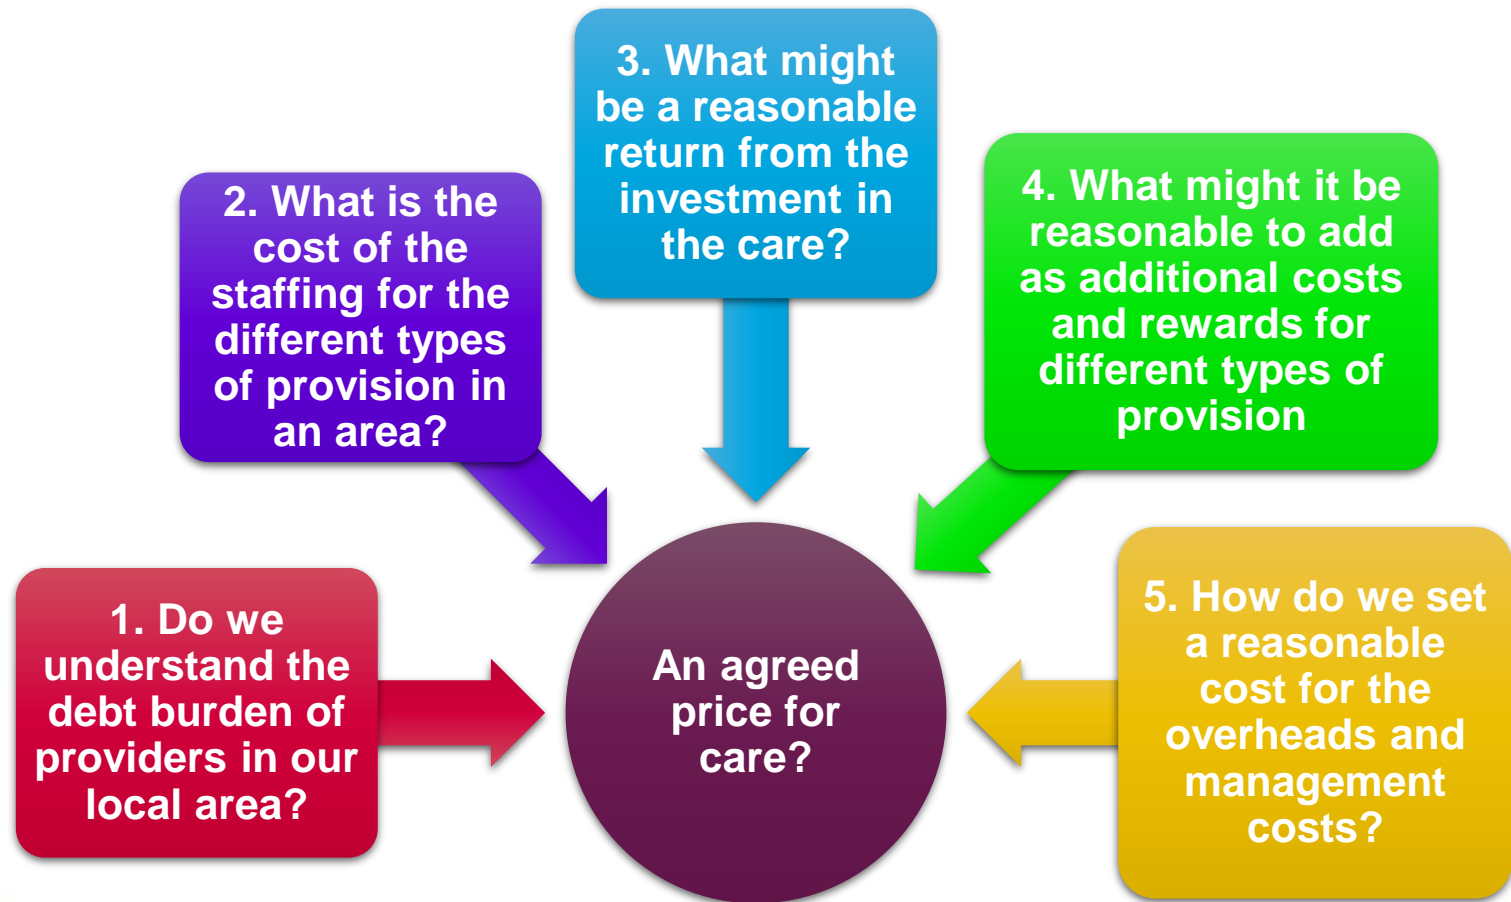 1. Do we
understand the
debt burden of
providers in our
local area?
2. What is the
cost of the
staffing for the
different types
of provision in
an area?
3. What might
be a reasonable
return from the
investment in
the care?
4. What might it be
reasonable to add
as additional costs
and rewards for
different types of
provision
5. How do we set
a reasonable
cost for the
overheads and
management
costs?
An agreed
price for
care?